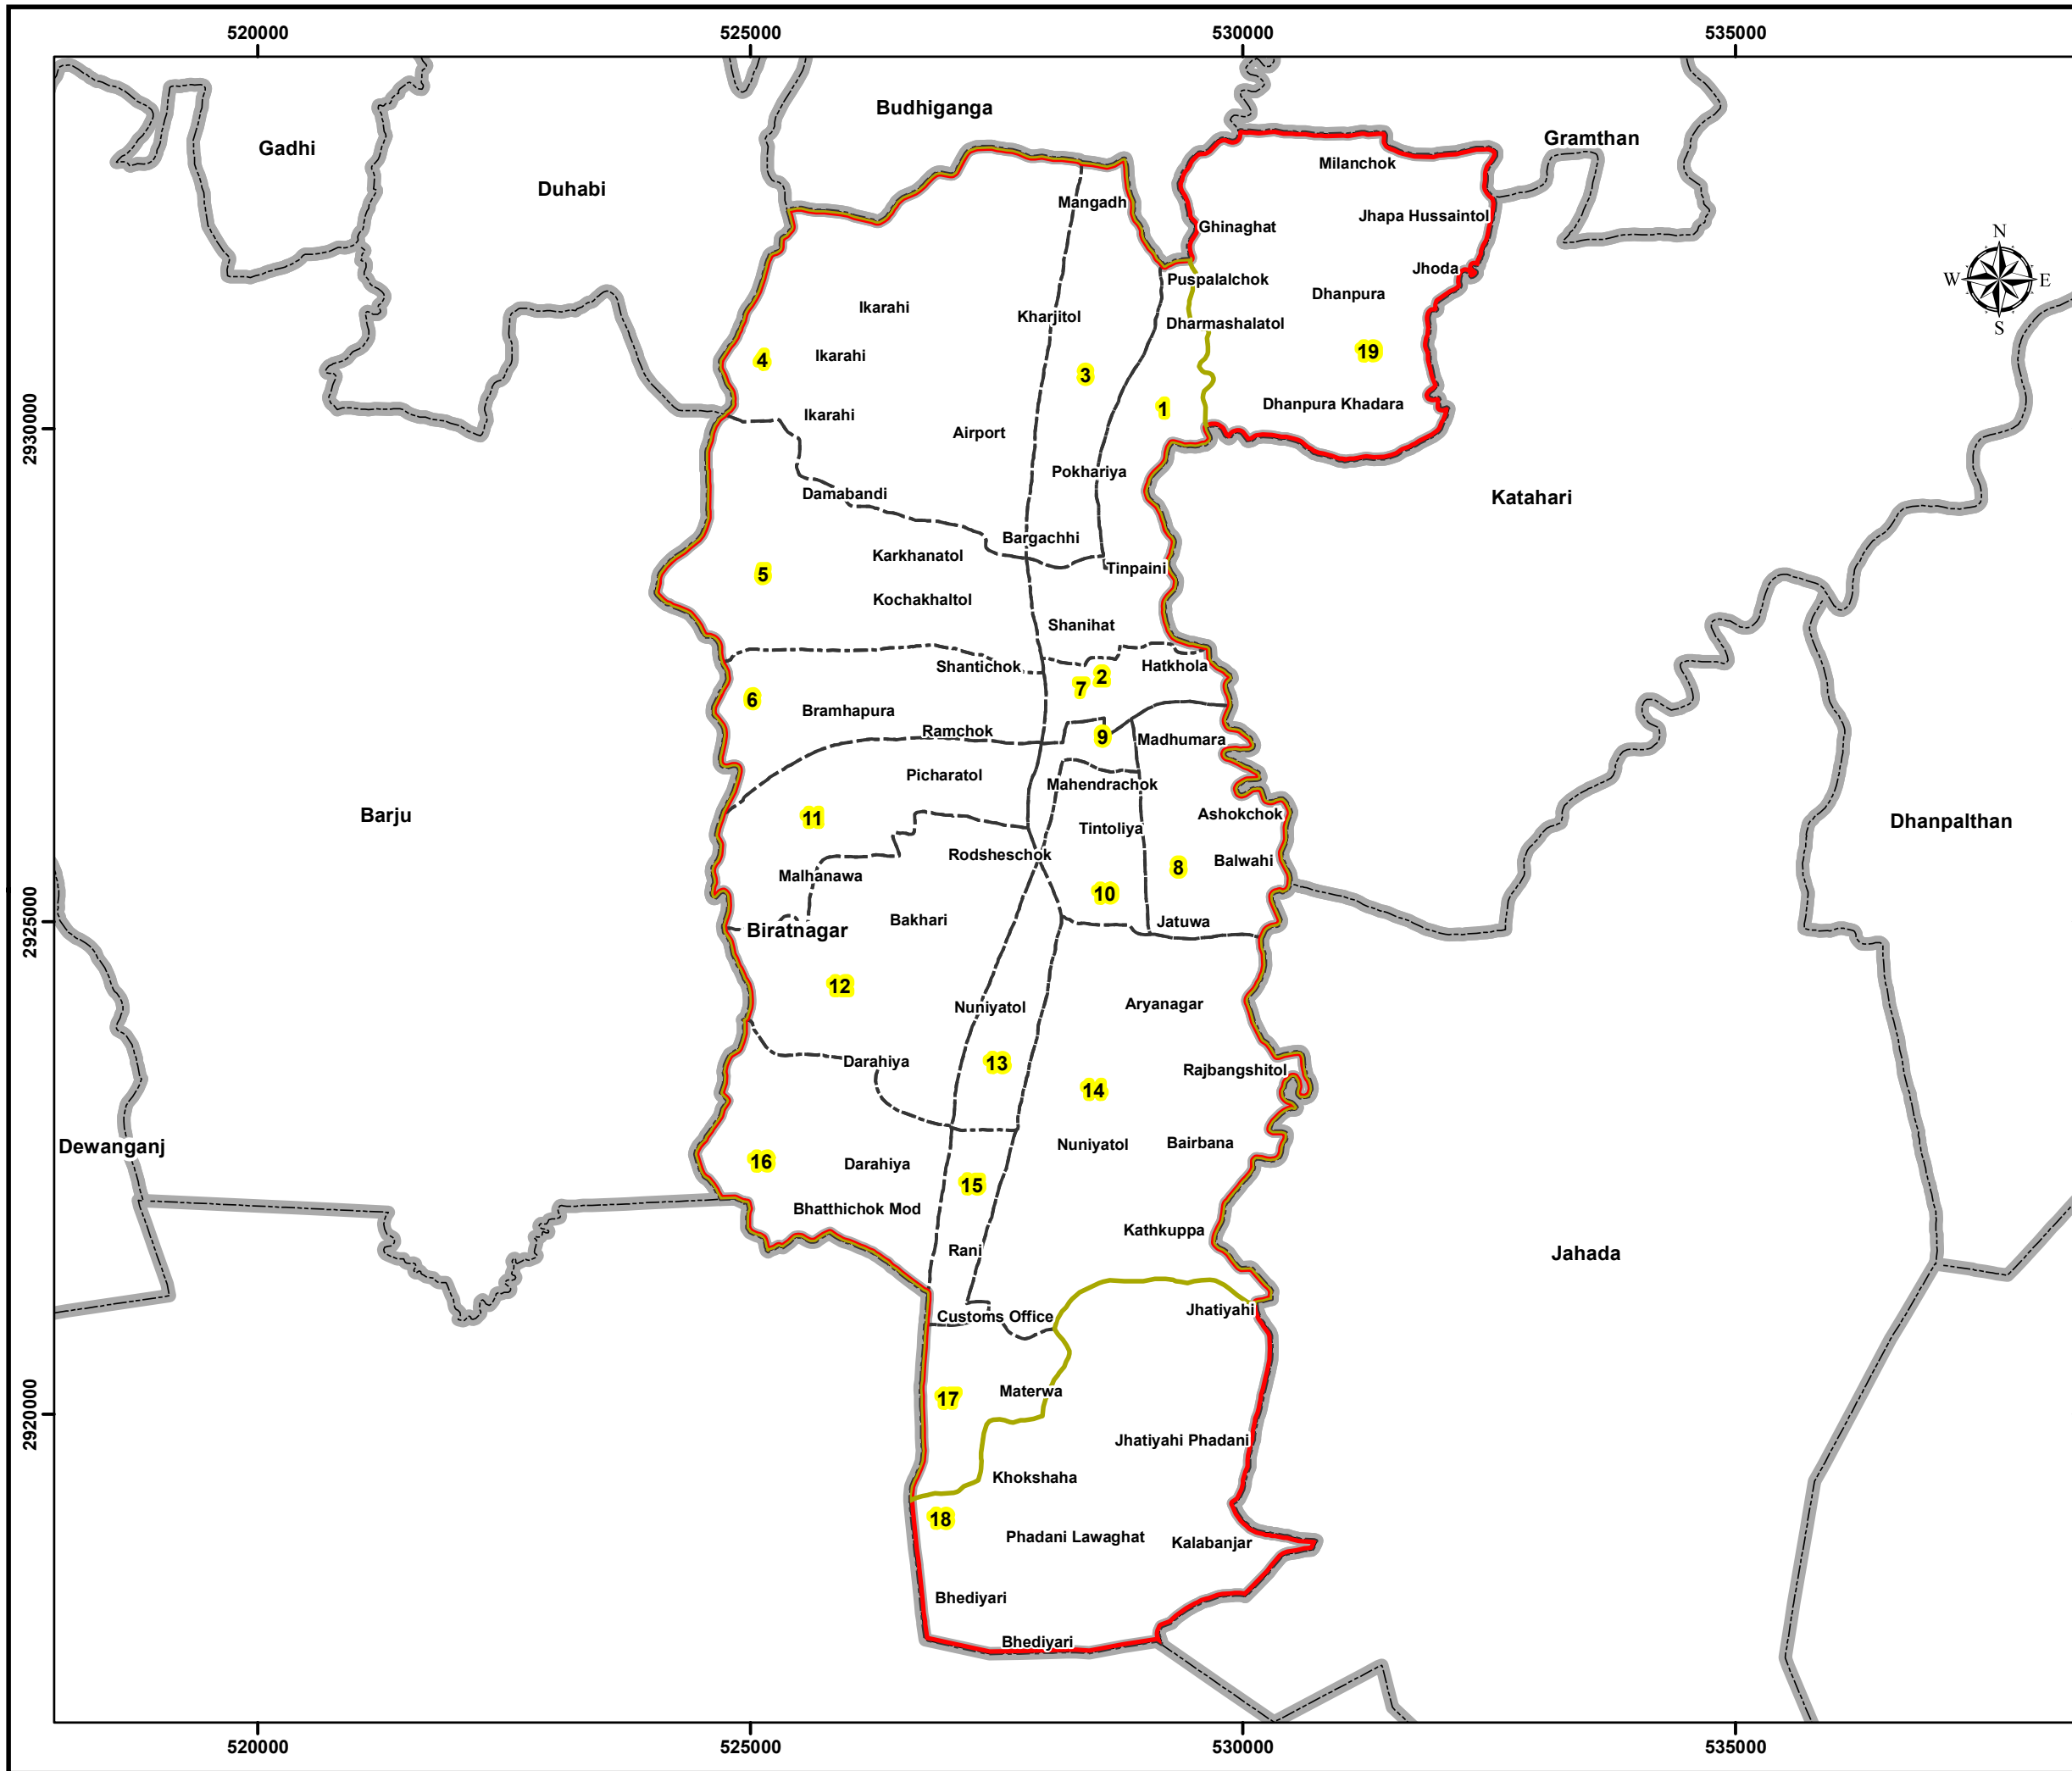 520000
525000
530000
535000
Budhiganga
Gramthan
Gadhi
Milanchok
Duhabi
Mangadh
Jhapa Hussaintol
Ghinaghat
N
W
E
S
Jhoda
Puspalalchok
Dhanpura
Ikarahi
Kharjitol
Dharmashalatol
19
4
Ikarahi
3
Dhanpura Khadara
1
Ikarahi
2930000
Airport
Pokhariya
Damabandi
Katahari
Bargachhi
Karkhanatol
Tinpaini
5
Kochakhaltol
Shanihat
Shantichok
Hatkhola
2
7
6
Bramhapura
Ramchok
9
Madhumara
Picharatol
Mahendrachok
Barju
11
Ashokchok
Dhanpalthan
Tintoliya
Rodsheschok
Balwahi
8
Malhanawa
10
2925000
Bakhari
Jatuwa
Biratnagar
12
Nuniyatol
Aryanagar
Darahiya
13
Rajbangshitol
14
Dewanganj
Nuniyatol
Bairbana
16
Darahiya
15
Bhatthichok Mod
Kathkuppa
Rani
Jahada
Jhatiyahi
Customs Office
2920000
Materwa
17
Jhatiyahi Phadani
Khokshaha
18
Phadani Lawaghat
Kalabanjar
Bhediyari
Bhediyari
520000
525000
530000
535000